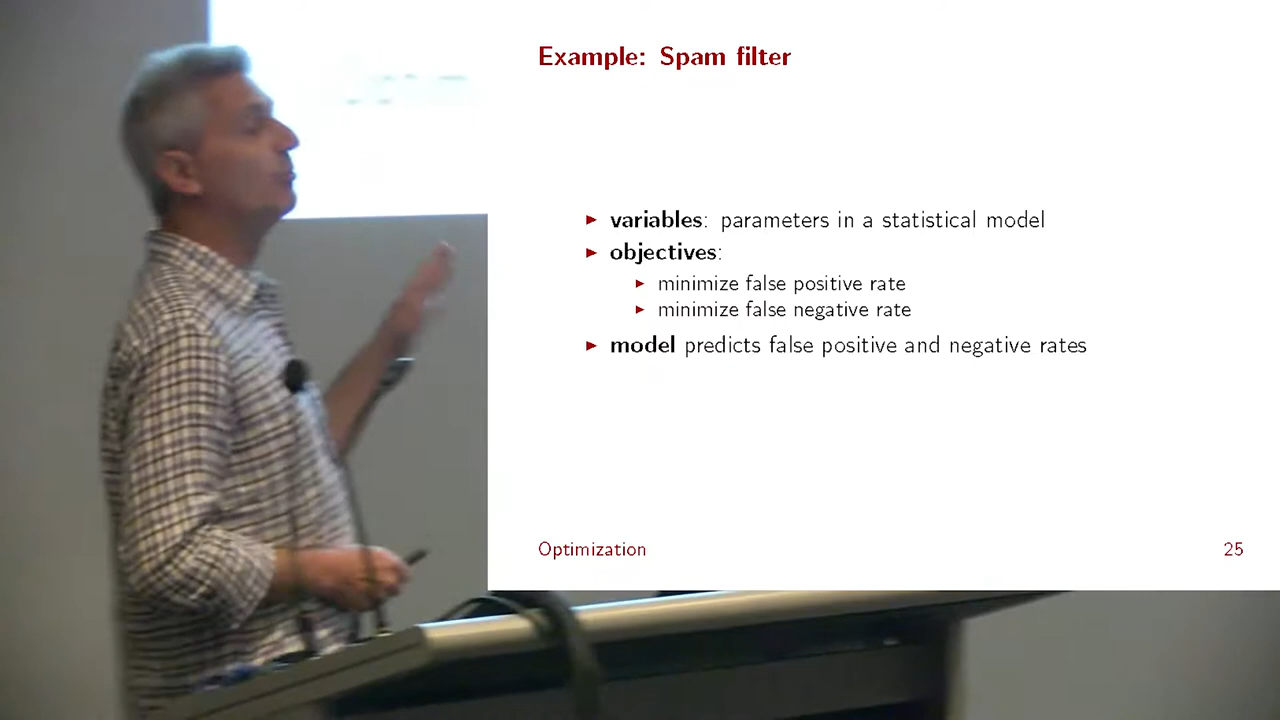 Example: Spam filter
▶ variables: parameters in a statistical model
▶ objectives:
▶ minimize false positive rate
▶ minimize false negative rate
▶ model predicts false positive and negative rates
Optimization 25